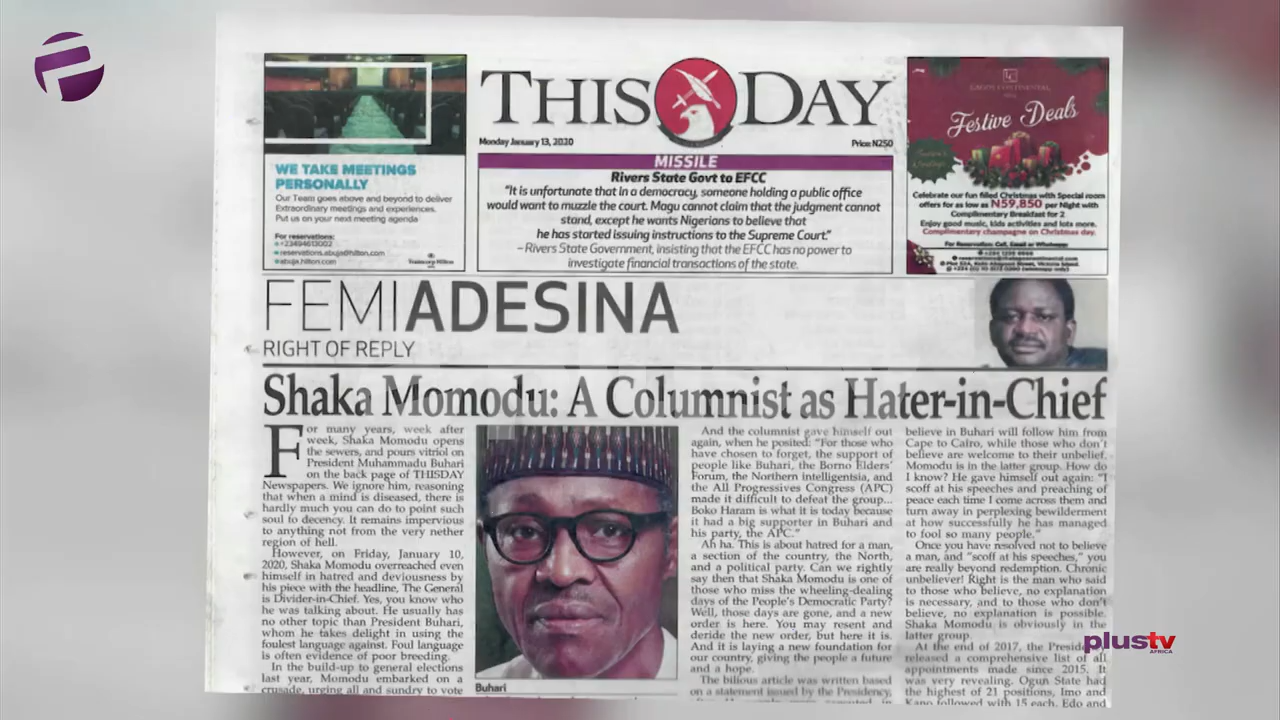 THISDAY
Monday January 13, 2020
Price: N250
WE TAKE MEETINGS
PERSONALLY
Our Team goes above and beyond to deliver
Extraordinary meetings and experiences.
Put us on your next meeting agenda
For reservations:
+23494613002
reservations.abuja@hilton.com
abuja.hilton.com
MISSILE
Rivers State Govt to EFCC
"It is unfortunate that in a democracy, someone holding a public office
would want to muzzle the court. Magu cannot claim that the judgment cannot
stand, except he wants Nigerians to believe that
he has started issuing instructions to the Supreme Court."
– Rivers State Government, insisting that the EFCC has no power to
investigate financial transactions of the state.
Festive Deals
Celebrate our fun filled Christmas with Special room
offers for as low as N59,850 per Night with
Complimentary Breakfast for 2
Enjoy good music, kids activities and lots more.
Complimentary champagne on Christmas day.
For Reservation: Call, Email or Whatsapp:
FEMIADESINA
RIGHT OF REPLY
Shaka Momodu: A Columnist as Hater-in-Chief
For many years, week after
week, Shaka Momodu opens
the sewers, and pours vitriol on
President Muhammadu Buhari
on the back page of THISDAY
Newspapers. We ignore him, reasoning
that when a mind is diseased, there is
hardly much you can do to point such
soul to decency. It remains impervious
to anything not from the very nether
region of hell.
However, on Friday, January 10,
2020, Shaka Momodu overreached even
himself in hatred and deviousness by
his piece with the headline, The General
is Divider-in-Chief. Yes, you know who
he was talking about. He usually has
no other topic than President Buhari,
whom he takes delight in using the
foulest language against. Foul language
is often evidence of poor breeding.
In the build-up to general elections
last year, Momodu embarked on a
crusade, urging all and sundry to vote
Buhari
And the columnist gave himself out
again, when he posited: "For those who
have chosen to forget, the support of
people like Buhari, the Borno Elders'
Forum, the Northern intelligentsia, and
the All Progressives Congress (APC)
made it difficult to defeat the group...
Boko Haram is what it is today because
it had a big supporter in Buhari and
his party, the APC."
Ah ha. This is about hatred for a man,
a section of the country, the North,
and a political party. Can we rightly
say then that Shaka Momodu is one of
those who miss the wheeling-dealing
days of the People's Democratic Party?
Well, those days are gone, and a new
order is here. You may resent and
deride the new order, but here it is.
And it is laying a new foundation for
our country, giving the people a future
and a hope.
The bilious article was written based
on a statement issued by the Presidency,
believe in Buhari will follow him from
Cape to Cairo, while those who don't
believe are welcome to their unbelief.
Momodu is in the latter group. How do
I know? He gave himself out again: "I
scoff at his speeches and preaching of
peace each time I come across them and
turn away in perplexing bewilderment
at how successfully he has managed
to fool so many people."
Once you have resolved not to believe
a man, and "scoff at his speeches," you
are really beyond redemption. Chronic
unbeliever! Right is the man who said
to those who believe, no explanation
is necessary, and to those who don't
believe, no explanation is possible.
Shaka Momodu is obviously in the
latter group.
At the end of 2017, the
released a comprehensive list of all
appointments made since 2015. It
was very revealing. Ogun State had
the highest of 21 positions, Imo and
Kano followed with 15 each. Edo and
plustv
AFRICA